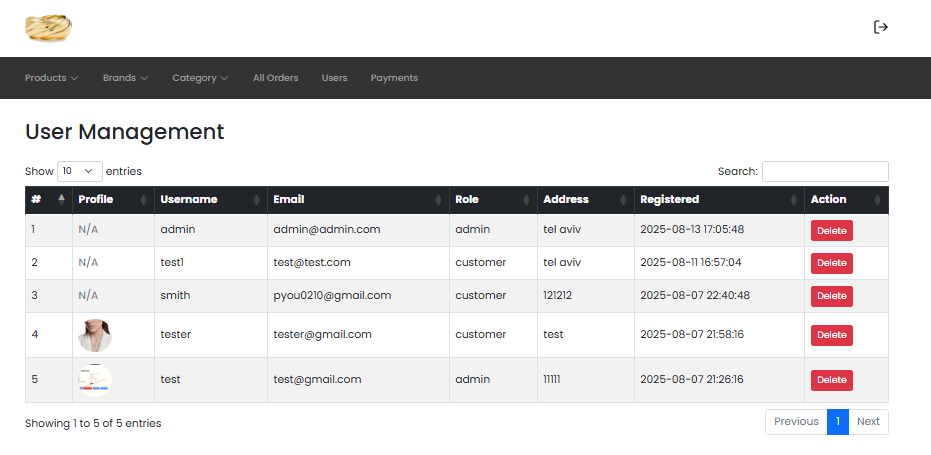 Products Brands Category All Orders Users Payments
User Management
Show 10 entries Search:
# Profile Username Email Role Address Registered Action
1 N/A admin admin@admin.com admin tel aviv 2025-08-13 17:05:48 Delete
2 N/A test1 test@test.com customer tel aviv 2025-08-11 16:57:04 Delete
3 N/A smith pyou0210@gmail.com customer 121212 2025-08-07 22:40:48 Delete
4 tester tester@gmail.com customer test 2025-08-07 21:58:16 Delete
5 test test@gmail.com admin 11111 2025-08-07 21:26:16 Delete
Showing 1 to 5 of 5 entries Previous 1 Next